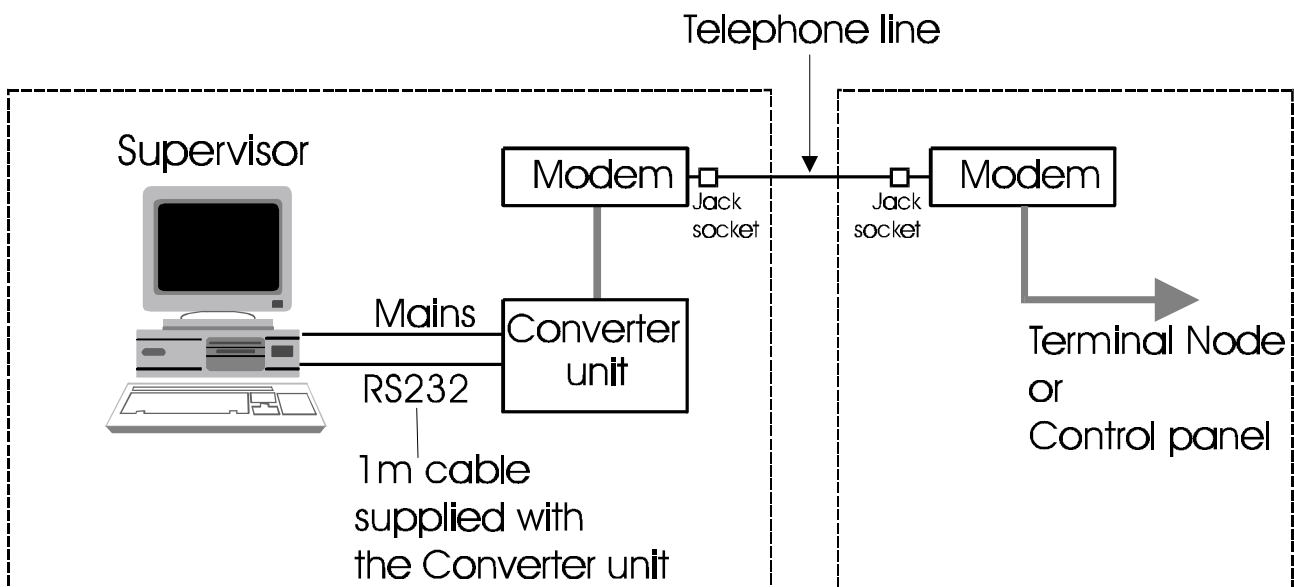 Telephone line
Supervisor
Modem
Jack
socket
Jack
socket
Modem
Mains
Converter
unit
RS232
1m cable
supplied with
the Converter unit
Terminal Node
or
Control panel